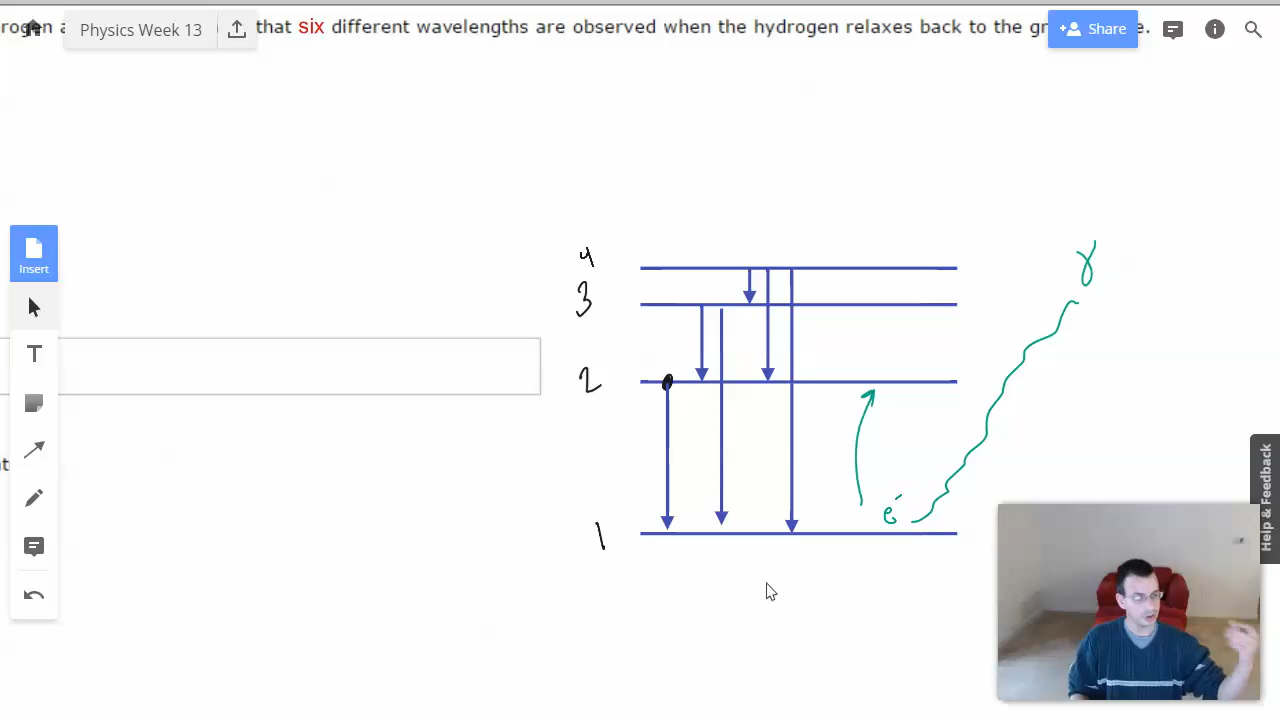 rogen
that six different wavelengths are observed when the hydrogen relaxes back to the
Physics Week 13
Share
Insert
T
4
3
2
1
γ
e⁻
Help & Feedback